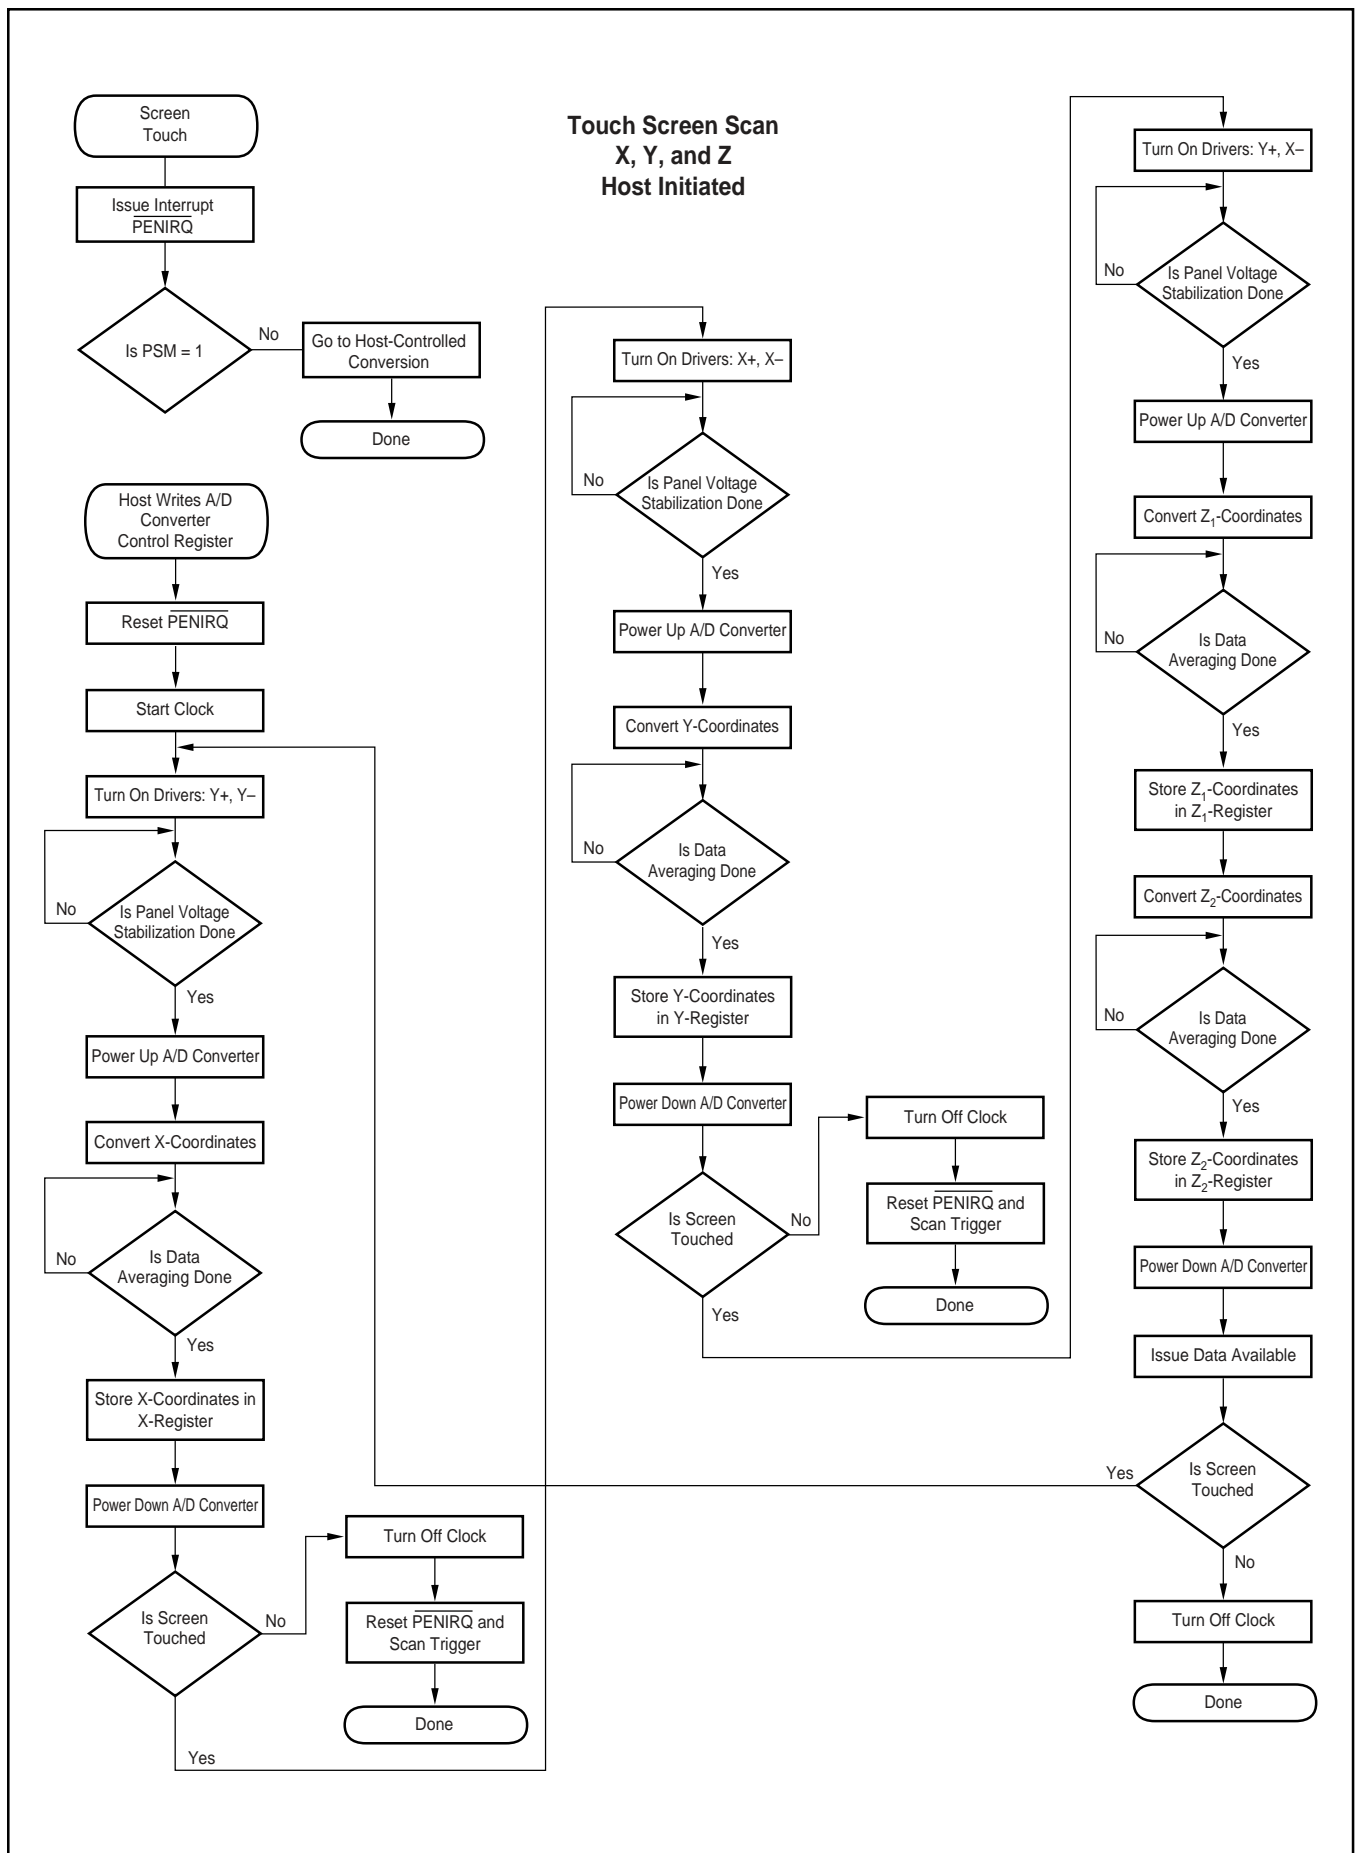 Touch Screen Scan
X, Y, and Z
Host Initiated
Screen
Touch
Issue Interrupt
PENIRQ
Is PSM = 1
No
Go to Host-Controlled
Conversion
Done
Host Writes A/D
Converter
Control Register
Reset PENIRQ
Start Clock
Turn On Drivers: Y+, Y–
No
Is Panel Voltage
Stabilization Done
Yes
Power Up A/D Converter
Convert X-Coordinates
No
Is Data
Averaging Done
Yes
Store X-Coordinates in
X-Register
Power Down A/D Converter
Is Screen
Touched
No
Turn Off Clock
Reset PENIRQ and
Scan Trigger
Done
Yes
Turn On Drivers: X+, X–
No
Is Panel Voltage
Stabilization Done
Yes
Power Up A/D Converter
Convert Y-Coordinates
No
Is Data
Averaging Done
Yes
Store Y-Coordinates
in Y-Register
Power Down A/D Converter
Is Screen
Touched
No
Turn Off Clock
Reset PENIRQ and
Scan Trigger
Done
Yes
Turn On Drivers: Y+, X–
No
Is Panel Voltage
Stabilization Done
Yes
Power Up A/D Converter
Convert Z1-Coordinates
No
Is Data
Averaging Done
Yes
Store Z1-Coordinates
in Z1-Register
Convert Z2-Coordinates
No
Is Data
Averaging Done
Yes
Store Z2-Coordinates
in Z2-Register
Power Down A/D Converter
Issue Data Available
Yes
Is Screen
Touched
No
Turn Off Clock
Done